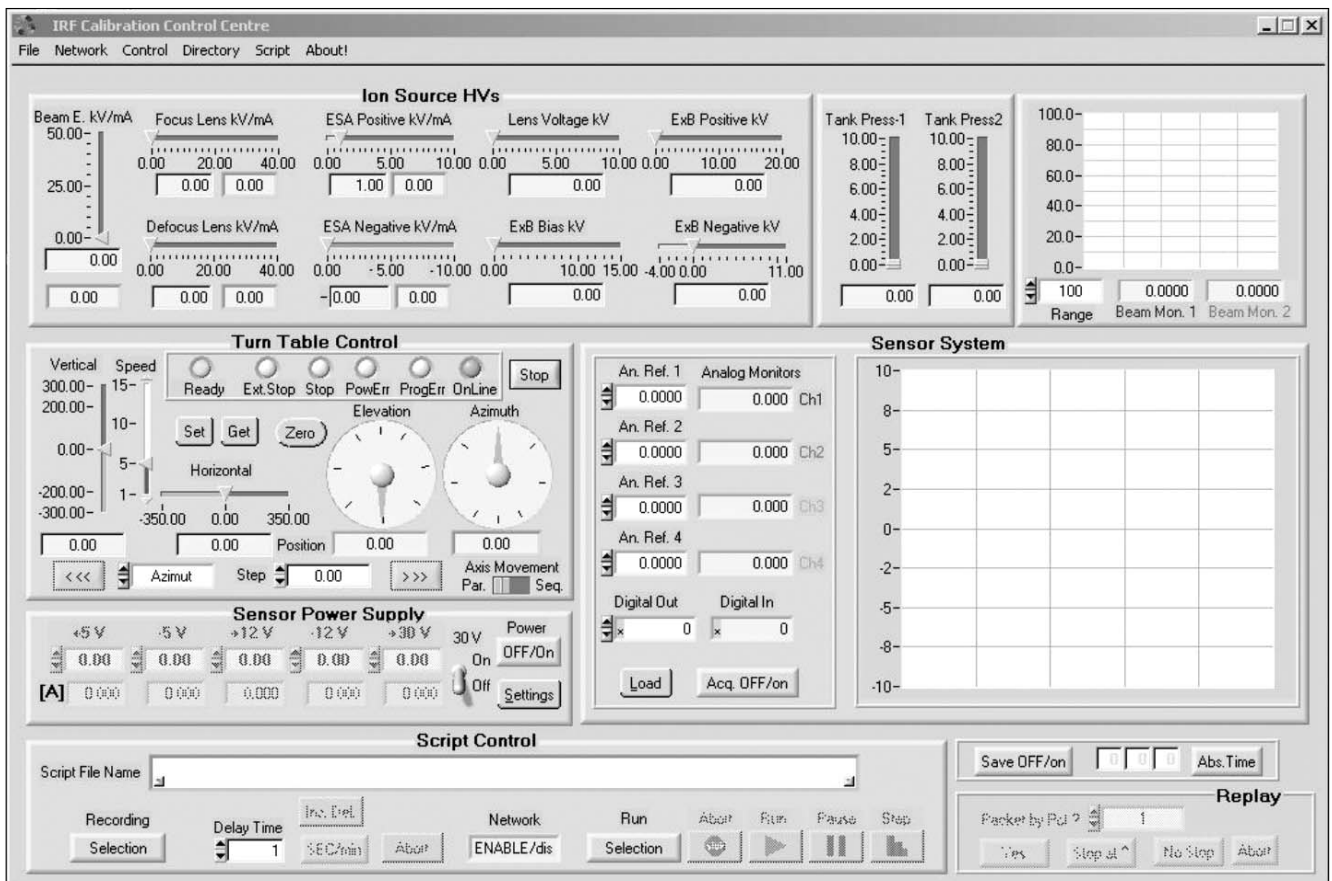 IRF Calibration Control Centre
File Network Control Directory Script About!
Ion Source HVs
Beam E. kV/mA Focus Lens kV/mA ESA Positive kV/mA Lens Voltage kV ExB Positive kV
50.00 25.00 0.00
0.00 20.00 40.00 0.00 5.00 10.00 0.00 5.00 10.00 0.00 10.00 20.00
0.00 0.00 1.00 0.00 0.00 0.00
Defocus Lens kV/mA ESA Negative kV/mA ExB Bias kV ExB Negative kV
0.00 20.00 40.00 0.00 -5.00 -10.00 0.00 10.00 15.00 -4.00 0.00 11.00
0.00
0.00 0.00 0.00 -0.00 0.00 0.00 0.00
Tank Press-1 Tank Press2
10.00 10.00
8.00 8.00
6.00 6.00
4.00 4.00
2.00 2.00
0.00 0.00
0.00 0.00
100.0
80.0
60.0
40.0
20.0
0.0
100 0.0000 0.0000
Range Beam Mon. 1 Beam Mon. 2
Turn Table Control
Vertical Speed
300.00 15
200.00 10
0.00 5
-200.00 1
-300.00
Ready Ext.Stop Stop PowErr ProgErr OnLine Stop
Set Get Zero Elevation Azimuth
Horizontal
-350.00 0.00 350.00
0.00 0.00 Position 0.00 0.00
<<< Azimut Step 0.00 >>> Axis Movement
Par. Seq.
Sensor Power Supply
+5 V -5 V +12 V -12 V +30 V 30 V Power
0.00 0.00 0.00 0.00 0.00 On OFF/On
[A] 0.000 0.000 0.000 0.000 0.000 Off Settings
Sensor System
An. Ref. 1 Analog Monitors
0.0000 0.000 Ch1
An. Ref. 2
0.0000 0.000 Ch2
An. Ref. 3
0.0000 0.000 Ch3
An. Ref. 4
0.0000 0.000 Ch4
Digital Out Digital In
x 0 x 0
Load Acq. OFF/on
10
8
5
2
0
-2
-5
-8
-10
Script Control
Script File Name
Recording Delay Time Inc. Del. Network Run Abort Run Pause Step
Selection 1 SEC/min Abort ENABLE/dis Selection STOP
Save OFF/on 0 0 0 Abs.Time
Replay
Packet by Pct ? 1
Yes Stop at ^ No Stop Abort